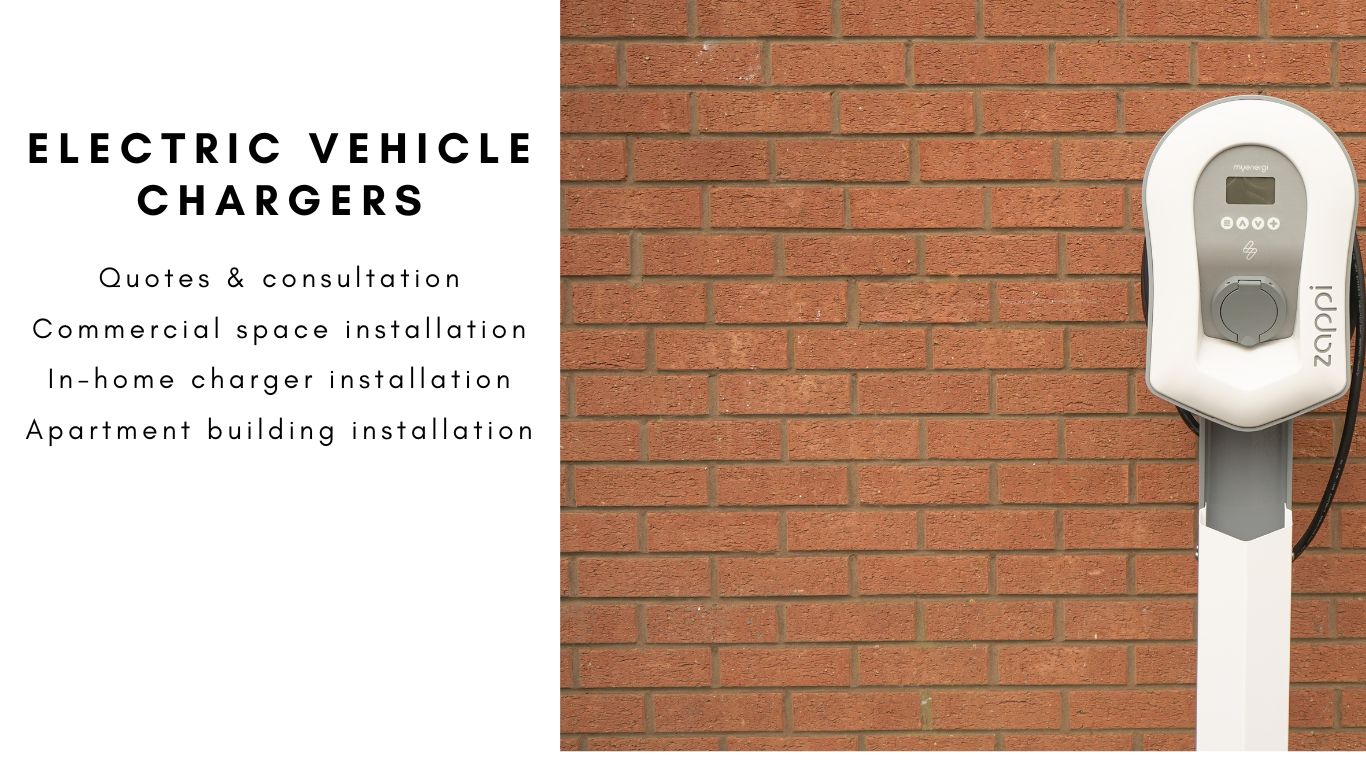 ELECTRIC VEHICLE
CHARGERS
Quotes & consultation
Commercial space installation
In-home charger installation
Apartment building installation
myenergi
zappi